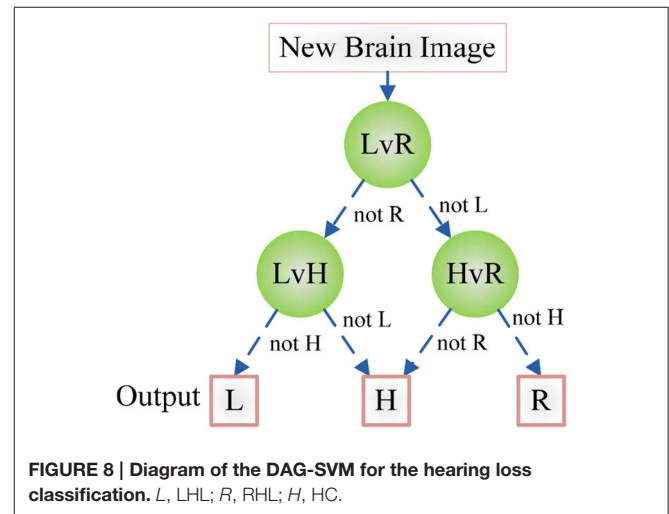 New Brain Image
LvR
not R
not L
LvH
HvR
not H
not L
not R
not H
Output
L
H
R
FIGURE 8 | Diagram of the DAG-SVM for the hearing loss
classification. L, LHL; R, RHL; H, HC.